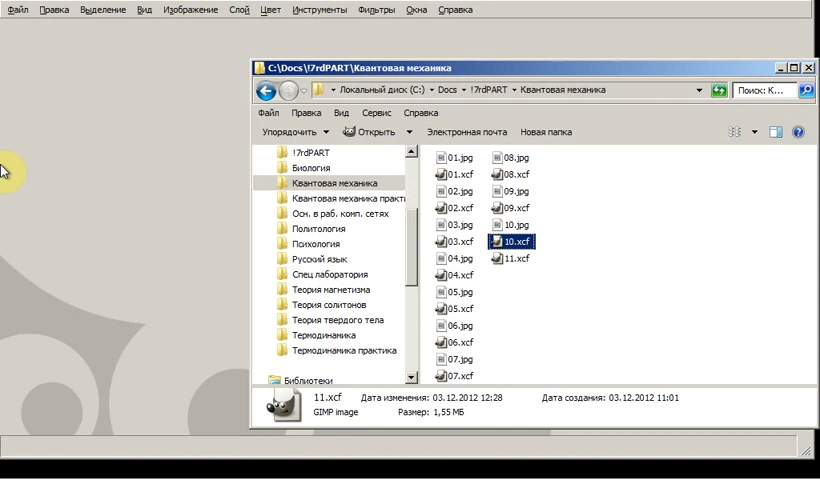 Файл Правка Выделение Вид Изображение Слой Цвет Инструменты Фильтры Окна Справка
C:\Docs\!7rdPART\Квантовая механика
Локальный диск (C:) Docs !7rdPART Квантовая механика Поиск: К...
Файл Правка Вид Сервис Справка
Упорядочить Открыть Электронная почта Новая папка
!7rdPART
Биология
Квантовая механика
Квантовая механика практи
Осн. в раб. комп. сетях
Политология
Психология
Русский язык
Спец лаборатория
Теория магнетизма
Теория солитонов
Теория твердого тела
Термодинамика
Термодинамика практика
Библиотеки
01.jpg
01.xcf
02.jpg
02.xcf
03.jpg
03.xcf
04.jpg
04.xcf
05.jpg
05.xcf
06.jpg
06.xcf
07.jpg
07.xcf
08.jpg
08.xcf
09.jpg
09.xcf
10.jpg
10.xcf
11.xcf
11.xcf Дата изменения: 03.12.2012 12:28 Дата создания: 03.12.2012 11:01
GIMP image Размер: 1,55 МБ